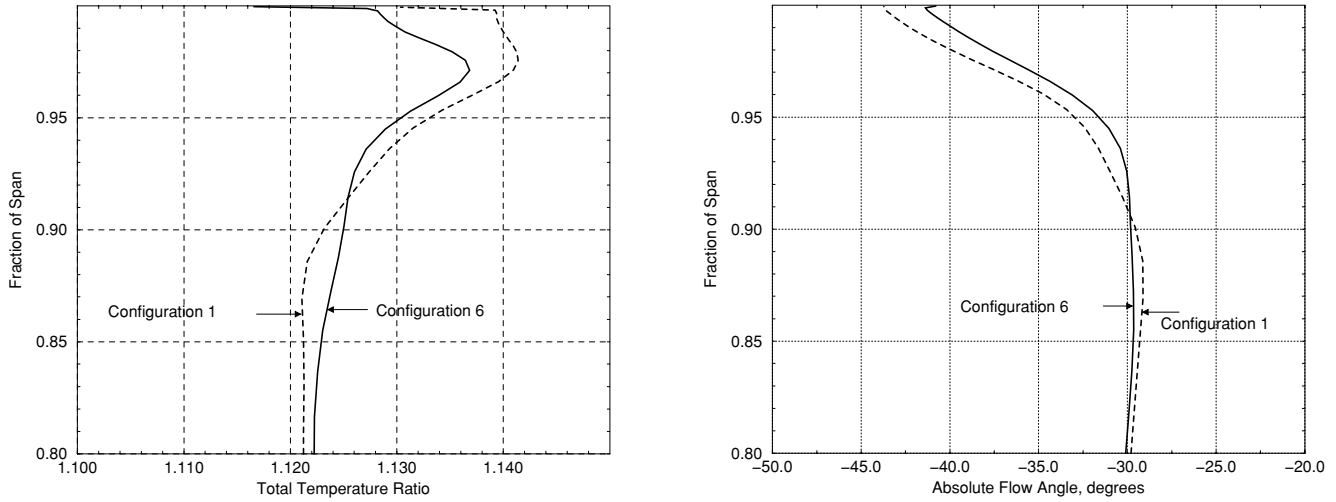 0.95
0.90
0.85
0.80
Fraction of Span
Configuration 1
Configuration 6
1.100
1.110
1.120
1.130
1.140
Total Temperature Ratio
0.95
0.90
0.85
0.80
Fraction of Span
Configuration 6
Configuration 1
−50.0
−45.0
−40.0
−35.0
−30.0
−25.0
−20.0
Absolute Flow Angle, degrees